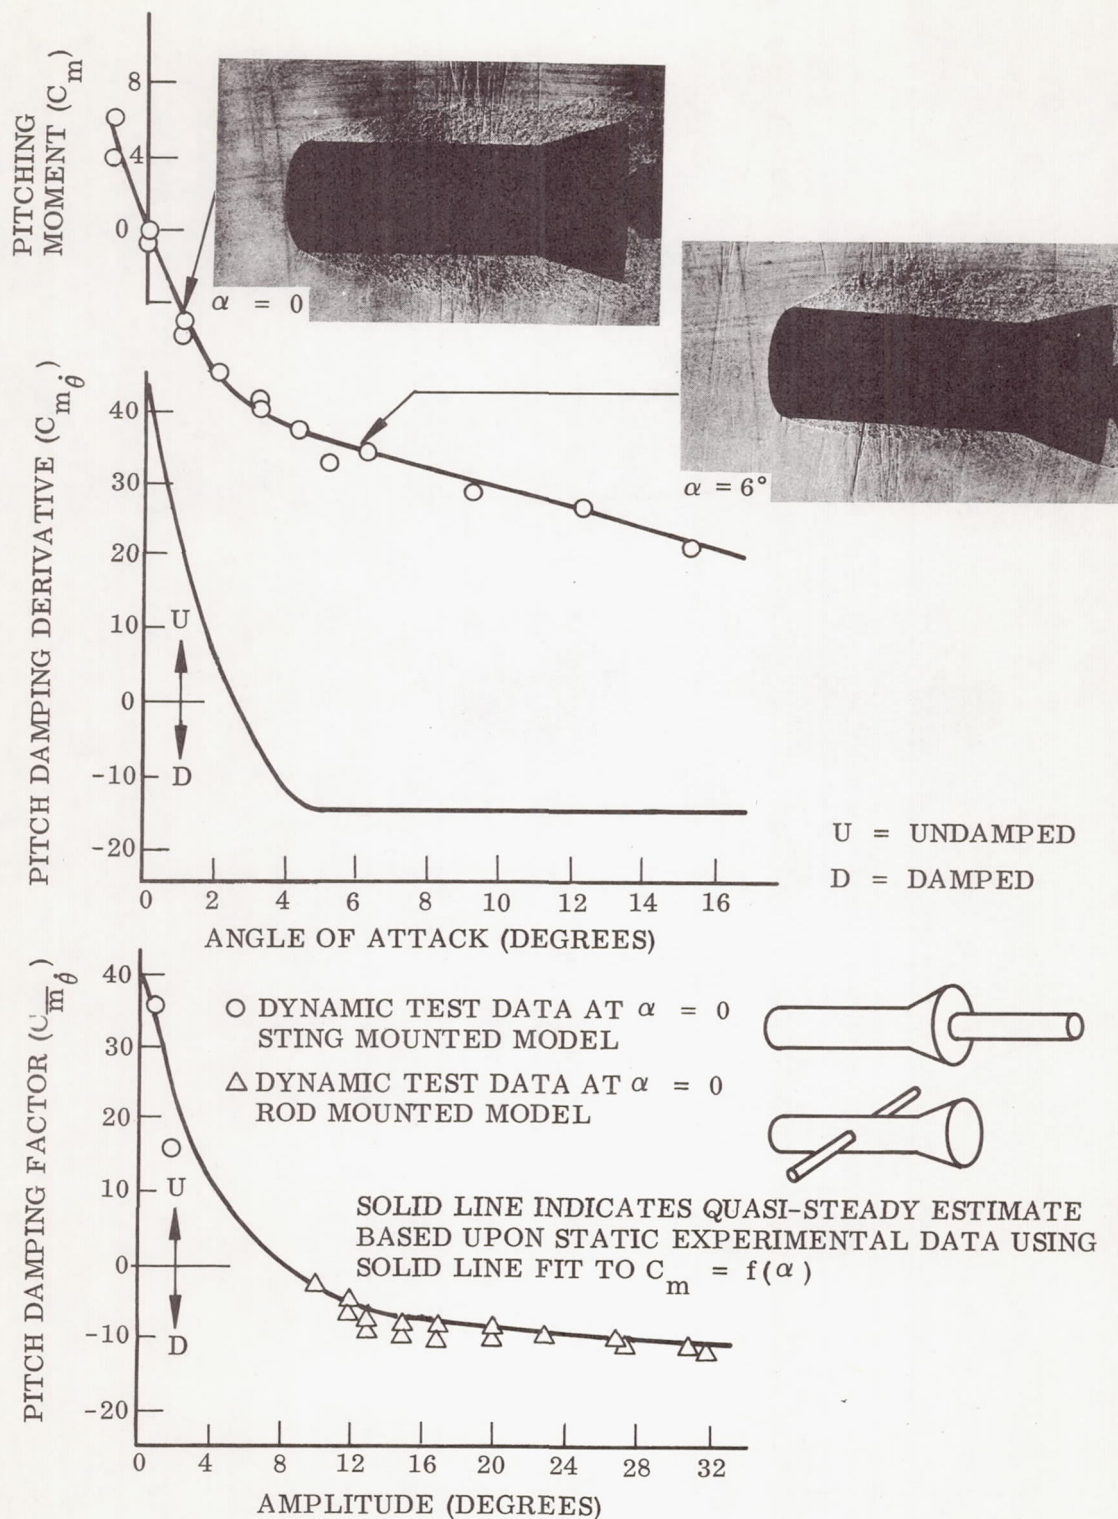 PITCHING
MOMENT (C_m)
8
4
0
α = 0
α = 6°
PITCH DAMPING DERIVATIVE (C_m_θ̇)
40
30
20
10
0
-10
-20
U
D
U = UNDAMPED
D = DAMPED
0 2 4 6 8 10 12 14 16
ANGLE OF ATTACK (DEGREES)
PITCH DAMPING FACTOR (C_m̅_θ̇)
40
30
20
10
0
-10
-20
U
D
○ DYNAMIC TEST DATA AT α = 0
STING MOUNTED MODEL
△ DYNAMIC TEST DATA AT α = 0
ROD MOUNTED MODEL
SOLID LINE INDICATES QUASI-STEADY ESTIMATE
BASED UPON STATIC EXPERIMENTAL DATA USING
SOLID LINE FIT TO C_m = f(α)
0 4 8 12 16 20 24 28 32
AMPLITUDE (DEGREES)